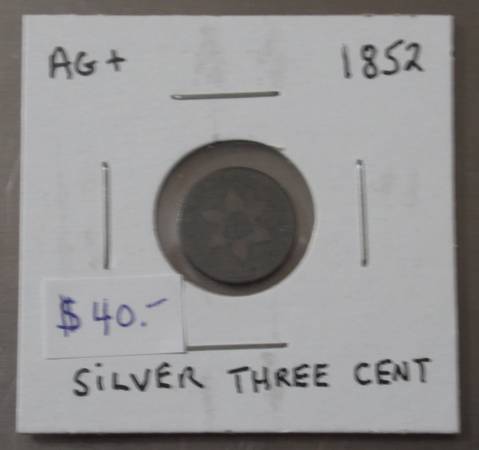 AG+ 1852
$40.-
SiLVER THREE CENT